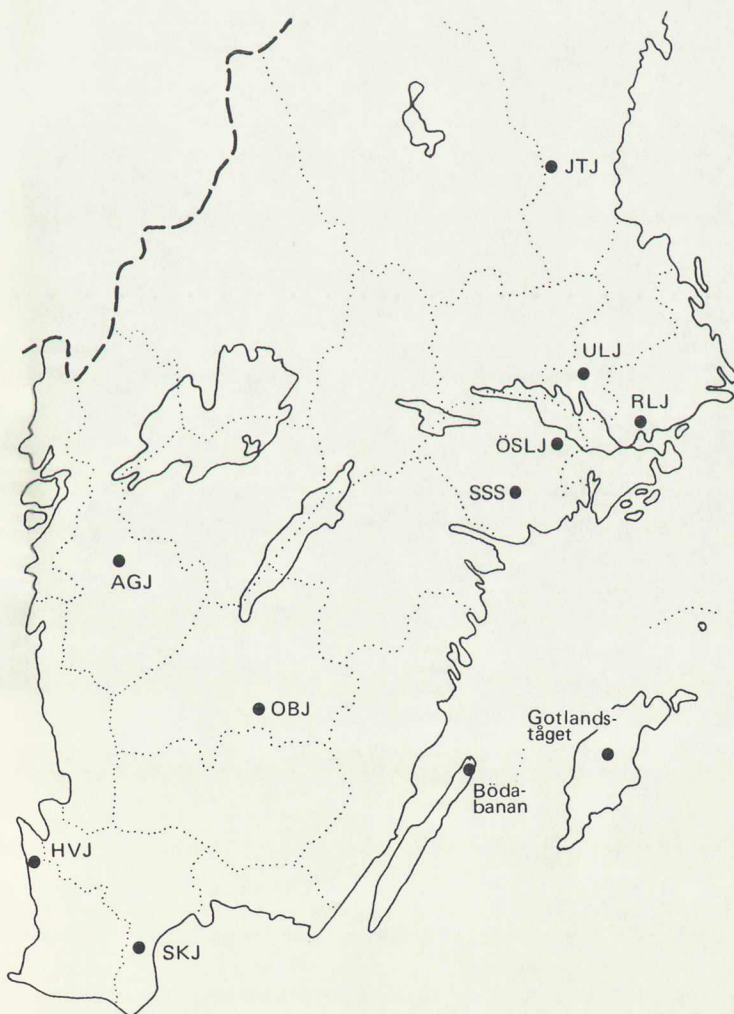 JTJ
ULJ
RLJ
ÖSLJ
SSS
AGJ
OBJ
Gotlands-
tåget
Böda-
banan
HVJ
SKJ